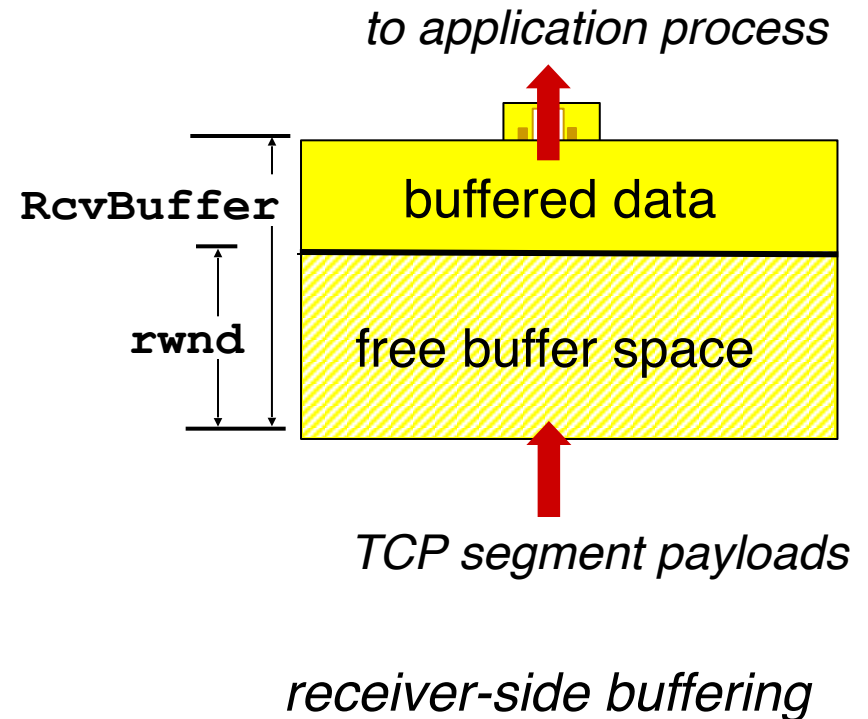 to application process
RcvBuffer
buffered data
rwnd
free buffer space
TCP segment payloads
receiver-side buffering